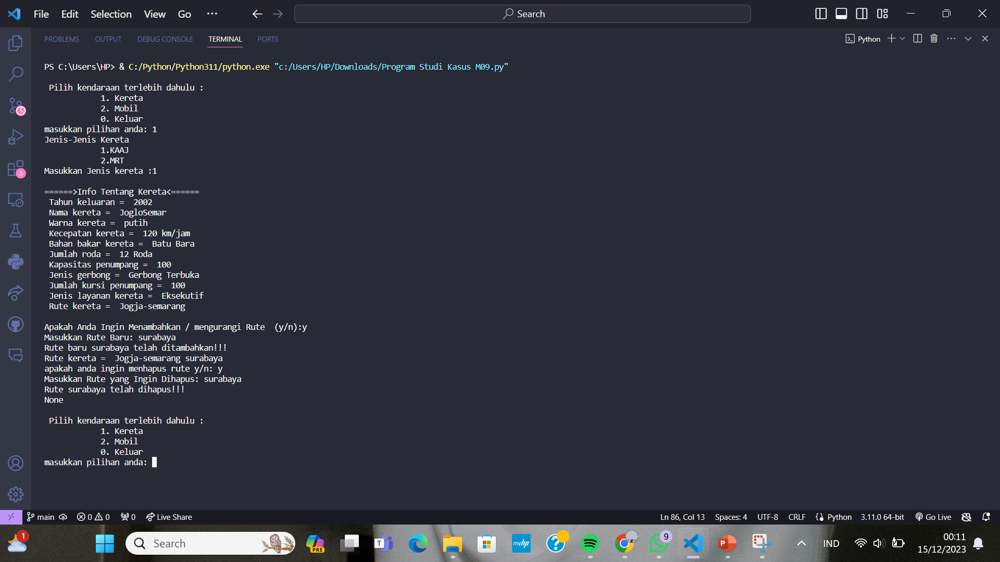 File Edit Selection View Go ··· Search
PROBLEMS OUTPUT DEBUG CONSOLE TERMINAL PORTS Python
PS C:\Users\HP> & C:/Python/Python311/python.exe "c:/Users/HP/Downloads/Program Studi Kasus M09.py"
Pilih kendaraan terlebih dahulu :
1. Kereta
2. Mobil
0. Keluar
masukkan pilihan anda: 1
Jenis-Jenis Kereta
1.KAAJ
2.MRT
Masukkan Jenis kereta :1
======>Info Tentang Kereta<======
Tahun keluaran =  2002
Nama kereta =  JogloSemar
Warna kereta =  putih
Kecepatan kereta =  120 km/jam
Bahan bakar kereta =  Batu Bara
Jumlah roda =  12 Roda
Kapasitas penumpang =  100
Jenis gerbong =  Gerbong Terbuka
Jumlah kursi penumpang =  100
Jenis layanan kereta =  Eksekutif
Rute kereta =  Jogja-semarang
Apakah Anda Ingin Menambahkan / mengurangi Rute  (y/n):y
Masukkan Rute Baru: surabaya
Rute baru surabaya telah ditambahkan!!!
Rute kereta =  Jogja-semarang surabaya
apakah anda ingin menhapus rute y/n: y
Masukkan Rute yang Ingin Dihapus: surabaya
Rute surabaya telah dihapus!!!
None
Pilih kendaraan terlebih dahulu :
1. Kereta
2. Mobil
0. Keluar
masukkan pilihan anda:
3
main 0 0 0 Live Share Ln 86, Col 13 Spaces: 4 UTF-8 CRLF Python 3.11.0 64-bit Go Live
1 Search PRE T myhp ? 9 P IND 00:11
15/12/2023